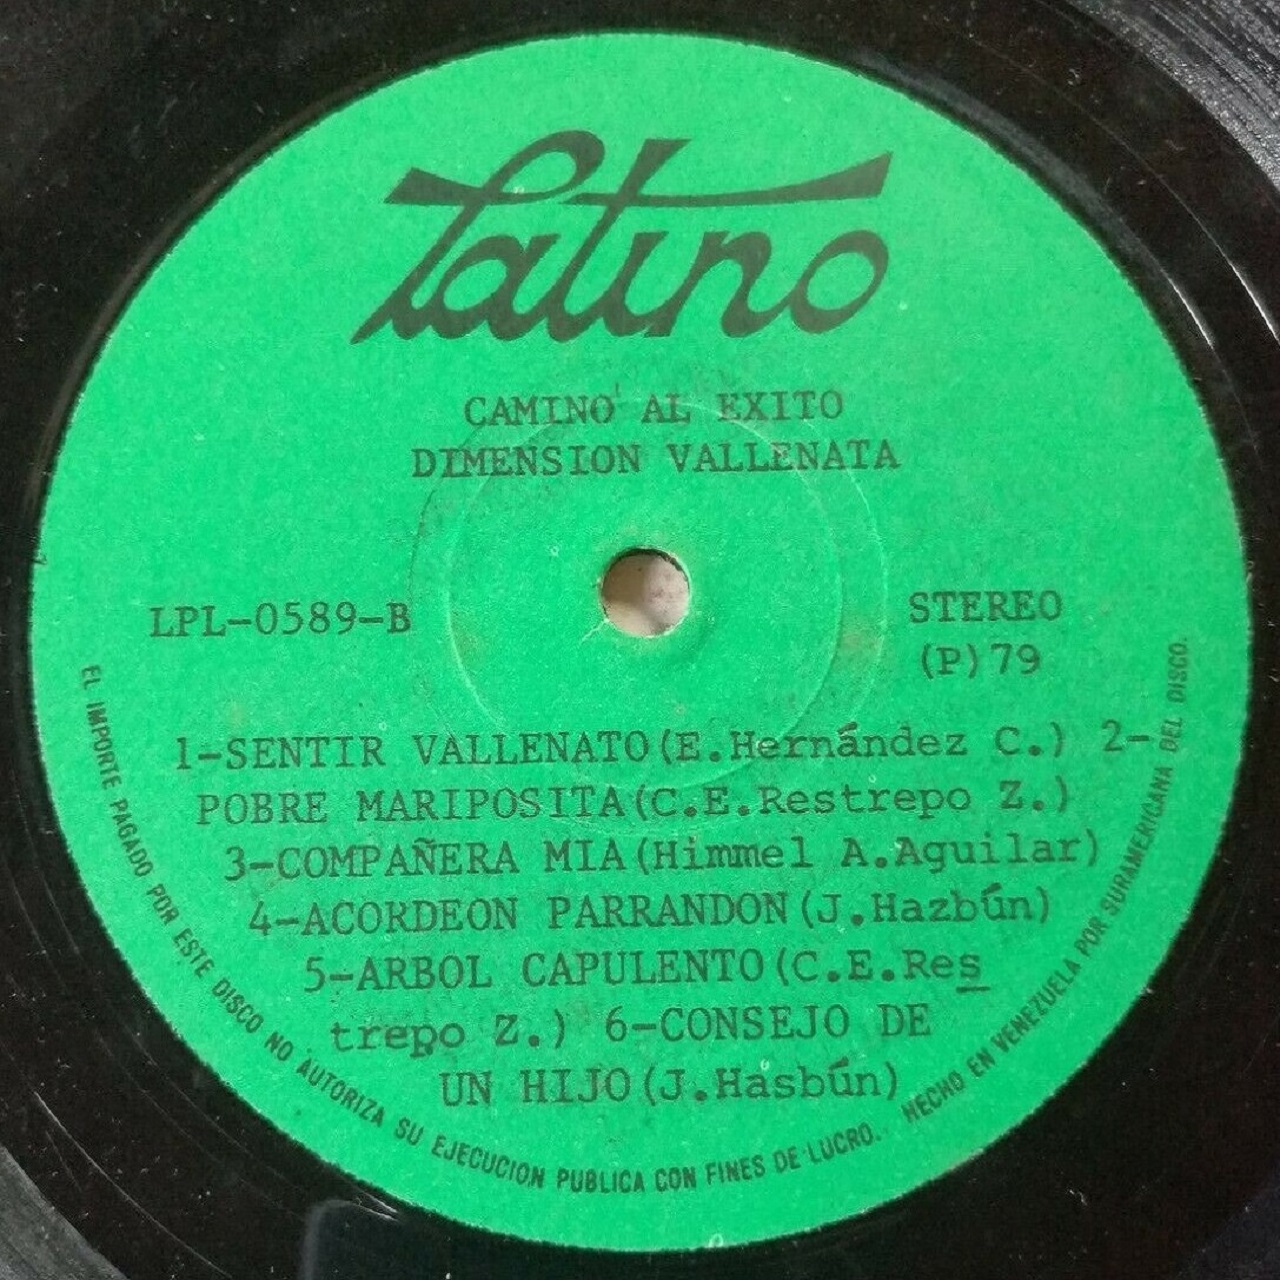 Latino
CAMINO AL EXITO
DIMENSION VALLENATA
LPL-0589-B
STEREO
(P)79
1-SENTIR VALLENATO(E.Hernández C.) 2-
POBRE MARIPOSITA(C.E.Restrepo Z.)
3-COMPAÑERA MIA(Himmel A.Aguilar)
4-ACORDEON PARRANDON(J.Hazbún)
5-ARBOL CAPULENTO(C.E.Res
trepo Z.) 6-CONSEJO DE
UN HIJO(J.Hasbún)
EL IMPORTE PAGADO POR ESTE DISCO NO AUTORIZA SU EJECUCION PUBLICA CON FINES DE LUCRO. HECHO EN VENEZUELA POR SURAMERICANA DEL DISCO.